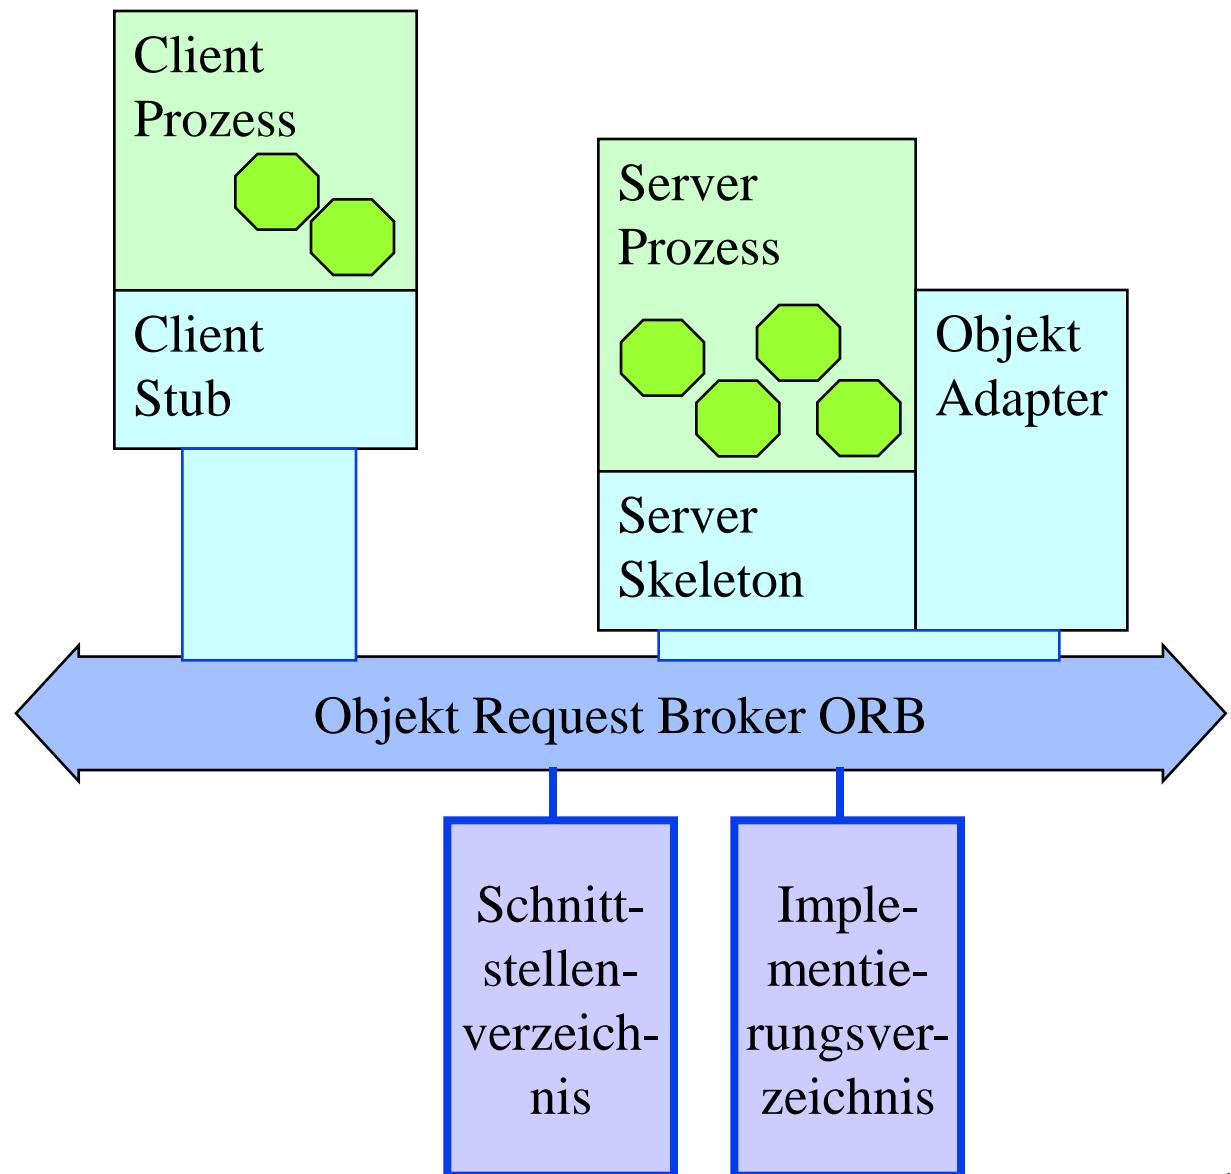 Client
Prozess
Client
Stub
Server
Prozess
Objekt
Adapter
Server
Skeleton
Objekt Request Broker ORB
Schnitt-
stellen-
verzeich-
nis
Imple-
mentie-
rungsver-
zeichnis